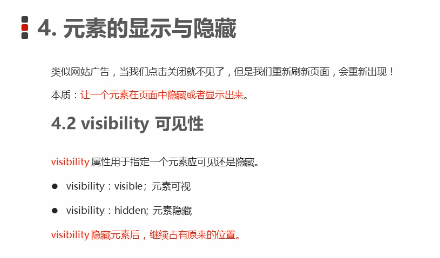 4. 元素的显示与隐藏
类似网站广告，当我们点击关闭就不见了，但是我们重新刷新页面，会重新出现！
本质：让一个元素在页面中隐藏或者显示出来。
4.2 visibility 可见性
visibility 属性用于指定一个元素应可见还是隐藏。
● visibility：visible；元素可视
● visibility：hidden; 元素隐藏
visibility 隐藏元素后，继续占有原来的位置。